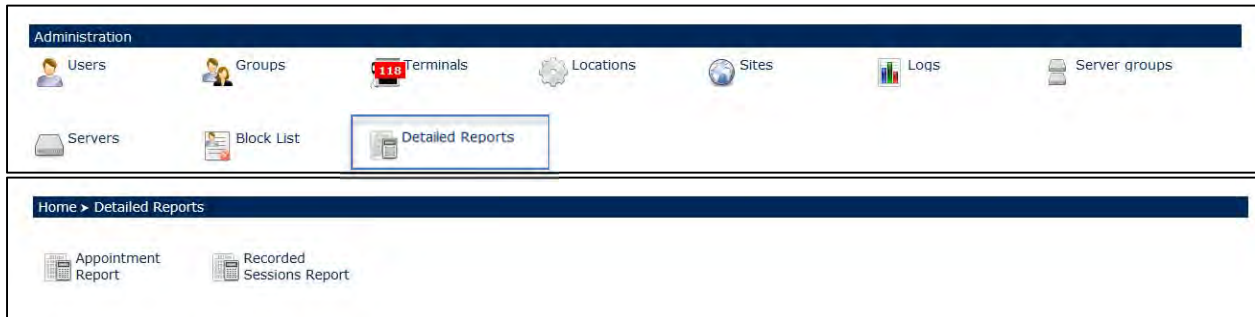 Administration
Users Groups 118 Terminals Locations Sites Logs Server groups
Servers Block List Detailed Reports
Home ➤ Detailed Reports
Appointment Recorded
Report Sessions Report